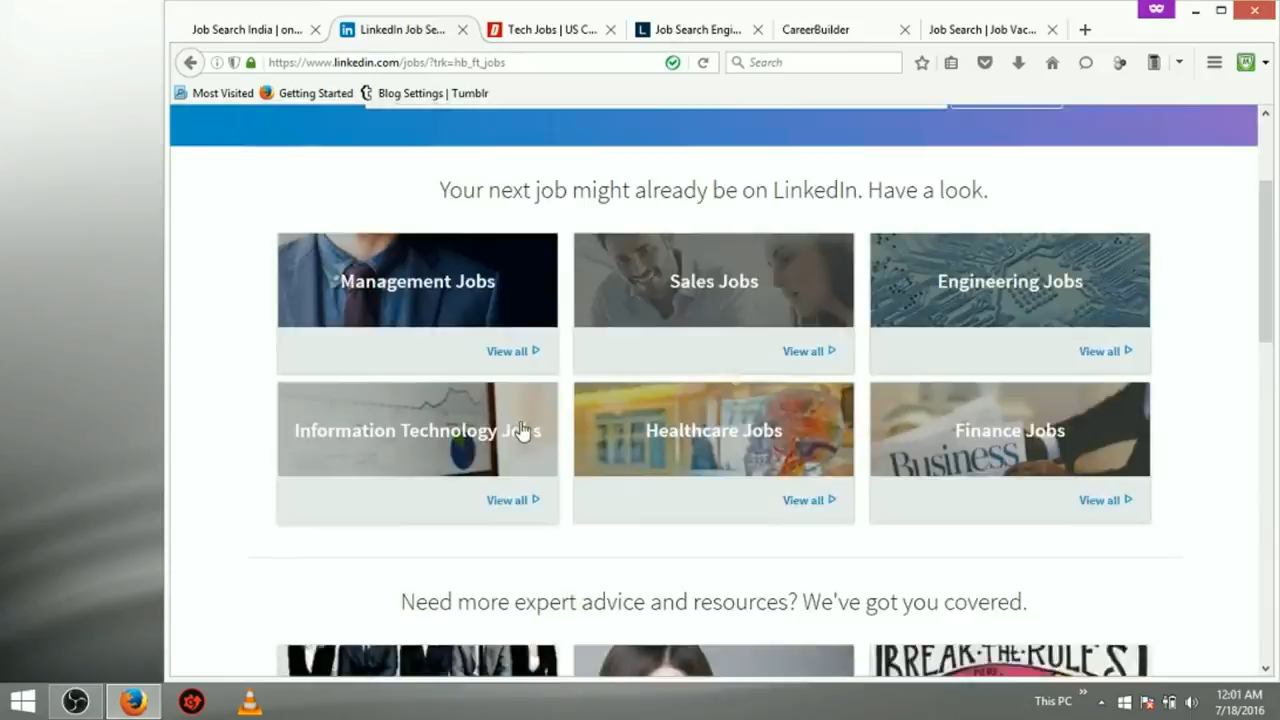 Job Search India | on...
LinkedIn Job Se...
Tech Jobs | US C...
Job Search Engi...
CareerBuilder
Job Search | Job Vac...
https://www.linkedin.com/jobs/?trk=hb_ft_jobs
Search
Most Visited
Getting Started
Blog Settings | Tumblr
Your next job might already be on LinkedIn. Have a look.
Management Jobs
Sales Jobs
Engineering Jobs
View all
View all
View all
Information Technology Jobs
Healthcare Jobs
Finance Jobs
Business
View all
View all
View all
Need more expert advice and resources? We've got you covered.
BREAK-THE-RULES
This PC
12:01 AM
7/18/2016